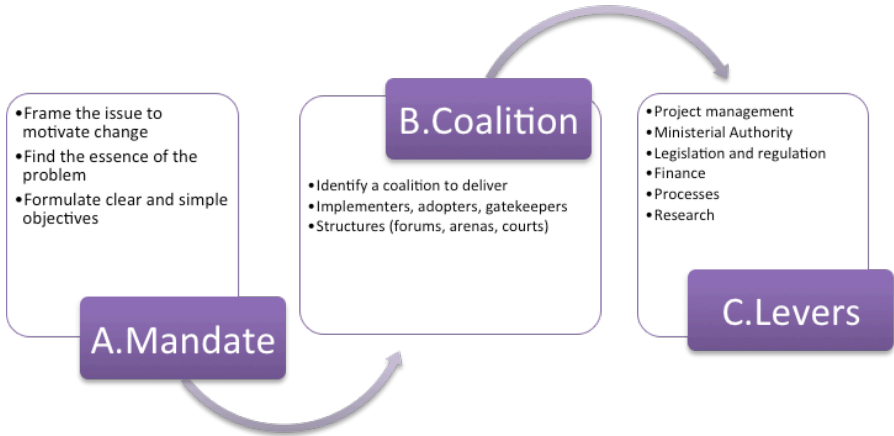 •Frame the issue to
motivate change
•Find the essence of the
problem
•Formulate clear and simple
objectives
A.Mandate
B.Coalition
•Identify a coalition to deliver
•Implementers, adopters, gatekeepers
•Structures (forums, arenas, courts)
•Project management
•Ministerial Authority
•Legislation and regulation
•Finance
•Processes
•Research
C.Levers